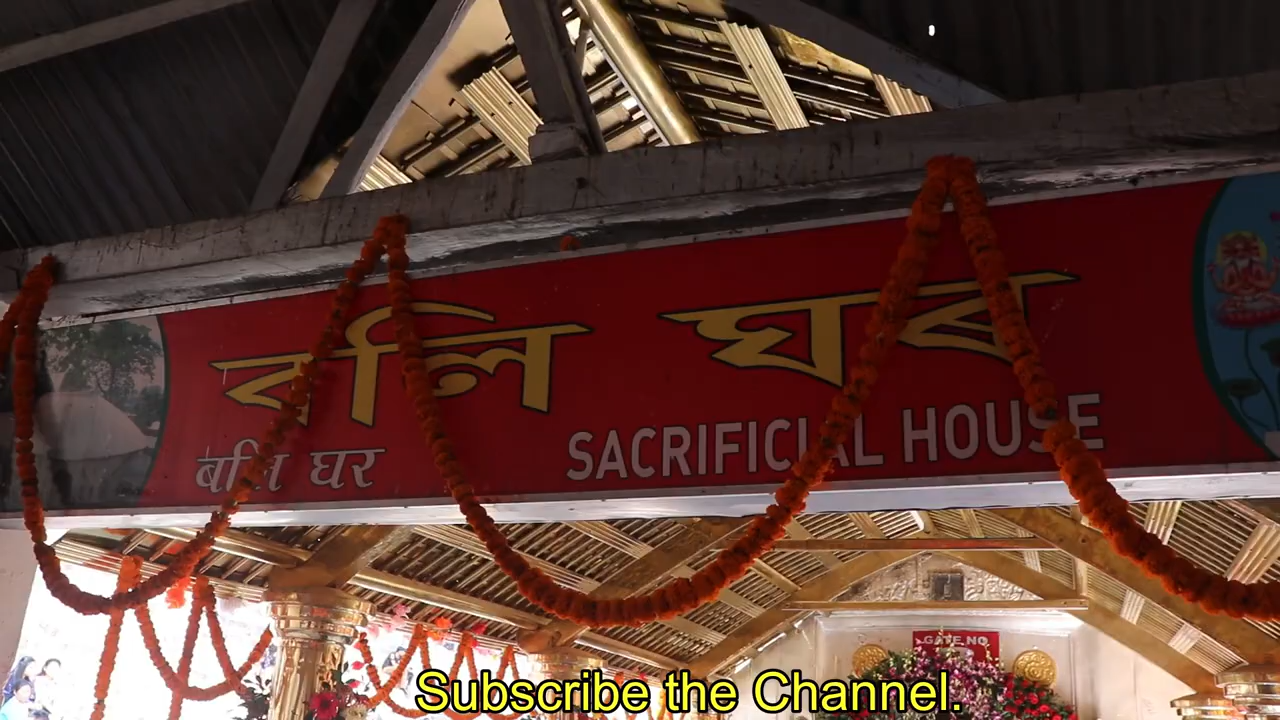 বলি ঘৰ
बलि घर
SACRIFICIAL HOUSE
GATE NO
Subscribe the Channel.